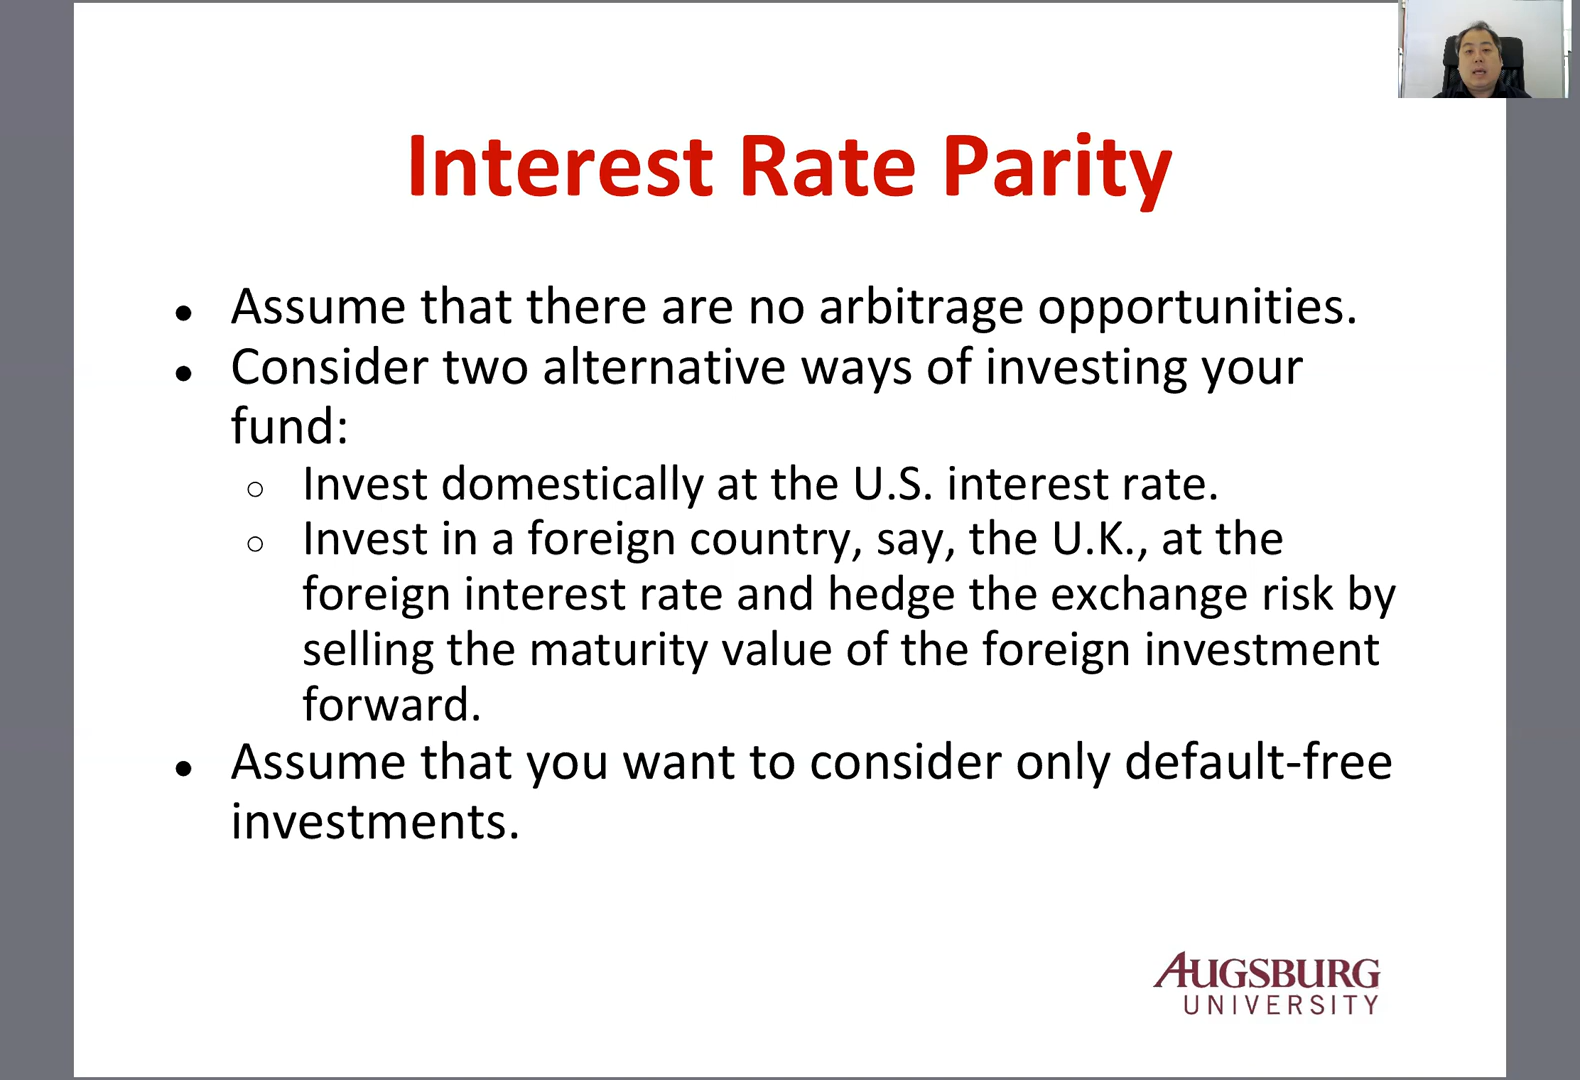 Interest Rate Parity
● Assume that there are no arbitrage opportunities.
● Consider two alternative ways of investing your
fund:
○ Invest domestically at the U.S. interest rate.
○ Invest in a foreign country, say, the U.K., at the
foreign interest rate and hedge the exchange risk by
selling the maturity value of the foreign investment
forward.
● Assume that you want to consider only default-free
investments.
AUGSBURG
UNIVERSITY